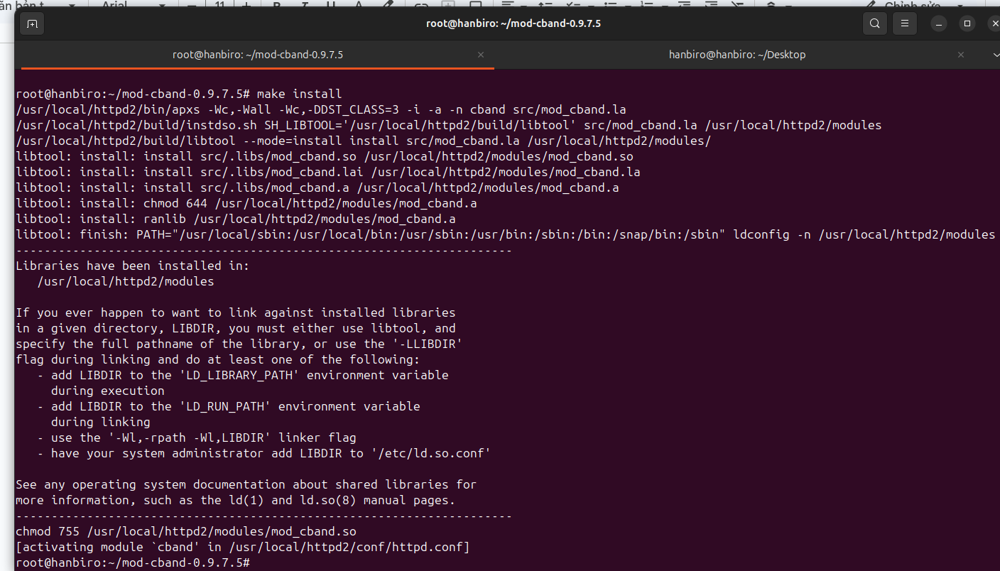 Arial
11
Chỉnh sửa
root@hanbiro: ~/mod-cband-0.9.7.5
root@hanbiro: ~/mod-cband-0.9.7.5
hanbiro@hanbiro: ~/Desktop
root@hanbiro:~/mod-cband-0.9.7.5# make install
/usr/local/httpd2/bin/apxs -Wc,-Wall -Wc,-DDST_CLASS=3 -i -a -n cband src/mod_cband.la
/usr/local/httpd2/build/instdso.sh SH_LIBTOOL='/usr/local/httpd2/build/libtool' src/mod_cband.la /usr/local/httpd2/modules
/usr/local/httpd2/build/libtool --mode=install install src/mod_cband.la /usr/local/httpd2/modules/
libtool: install: install src/.libs/mod_cband.so /usr/local/httpd2/modules/mod_cband.so
libtool: install: install src/.libs/mod_cband.lai /usr/local/httpd2/modules/mod_cband.la
libtool: install: install src/.libs/mod_cband.a /usr/local/httpd2/modules/mod_cband.a
libtool: install: chmod 644 /usr/local/httpd2/modules/mod_cband.a
libtool: install: ranlib /usr/local/httpd2/modules/mod_cband.a
libtool: finish: PATH="/usr/local/sbin:/usr/local/bin:/usr/sbin:/usr/bin:/sbin:/bin:/snap/bin:/sbin" ldconfig -n /usr/local/httpd2/modules
----------------------------------------------------------------------
Libraries have been installed in:
   /usr/local/httpd2/modules

If you ever happen to want to link against installed libraries
in a given directory, LIBDIR, you must either use libtool, and
specify the full pathname of the library, or use the '-LLIBDIR'
flag during linking and do at least one of the following:
   - add LIBDIR to the 'LD_LIBRARY_PATH' environment variable
     during execution
   - add LIBDIR to the 'LD_RUN_PATH' environment variable
     during linking
   - use the '-Wl,-rpath -Wl,LIBDIR' linker flag
   - have your system administrator add LIBDIR to '/etc/ld.so.conf'

See any operating system documentation about shared libraries for
more information, such as the ld(1) and ld.so(8) manual pages.
----------------------------------------------------------------------
chmod 755 /usr/local/httpd2/modules/mod_cband.so
[activating module `cband' in /usr/local/httpd2/conf/httpd.conf]
root@hanbiro:~/mod-cband-0.9.7.5#